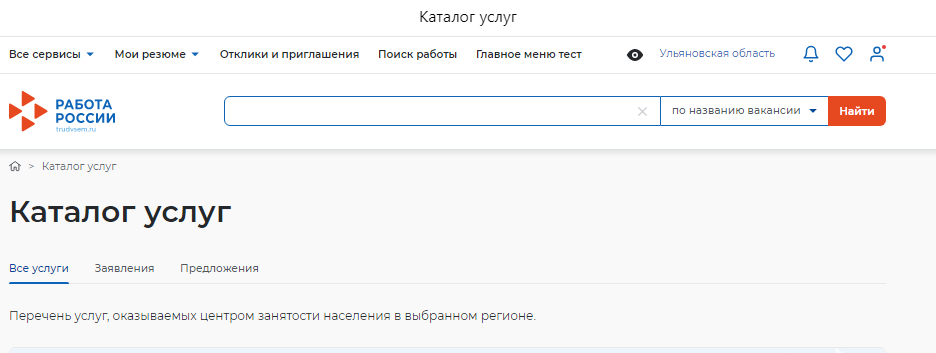 Каталог услуг
Все сервисы Мои резюме Отклики и приглашения Поиск работы Главное меню тест Ульяновская область
РАБОТА
РОССИИ
trudvsem.ru
по названию вакансии Найти
> Каталог услуг
Каталог услуг
Все услуги Заявления Предложения
Перечень услуг, оказываемых центром занятости населения в выбранном регионе.